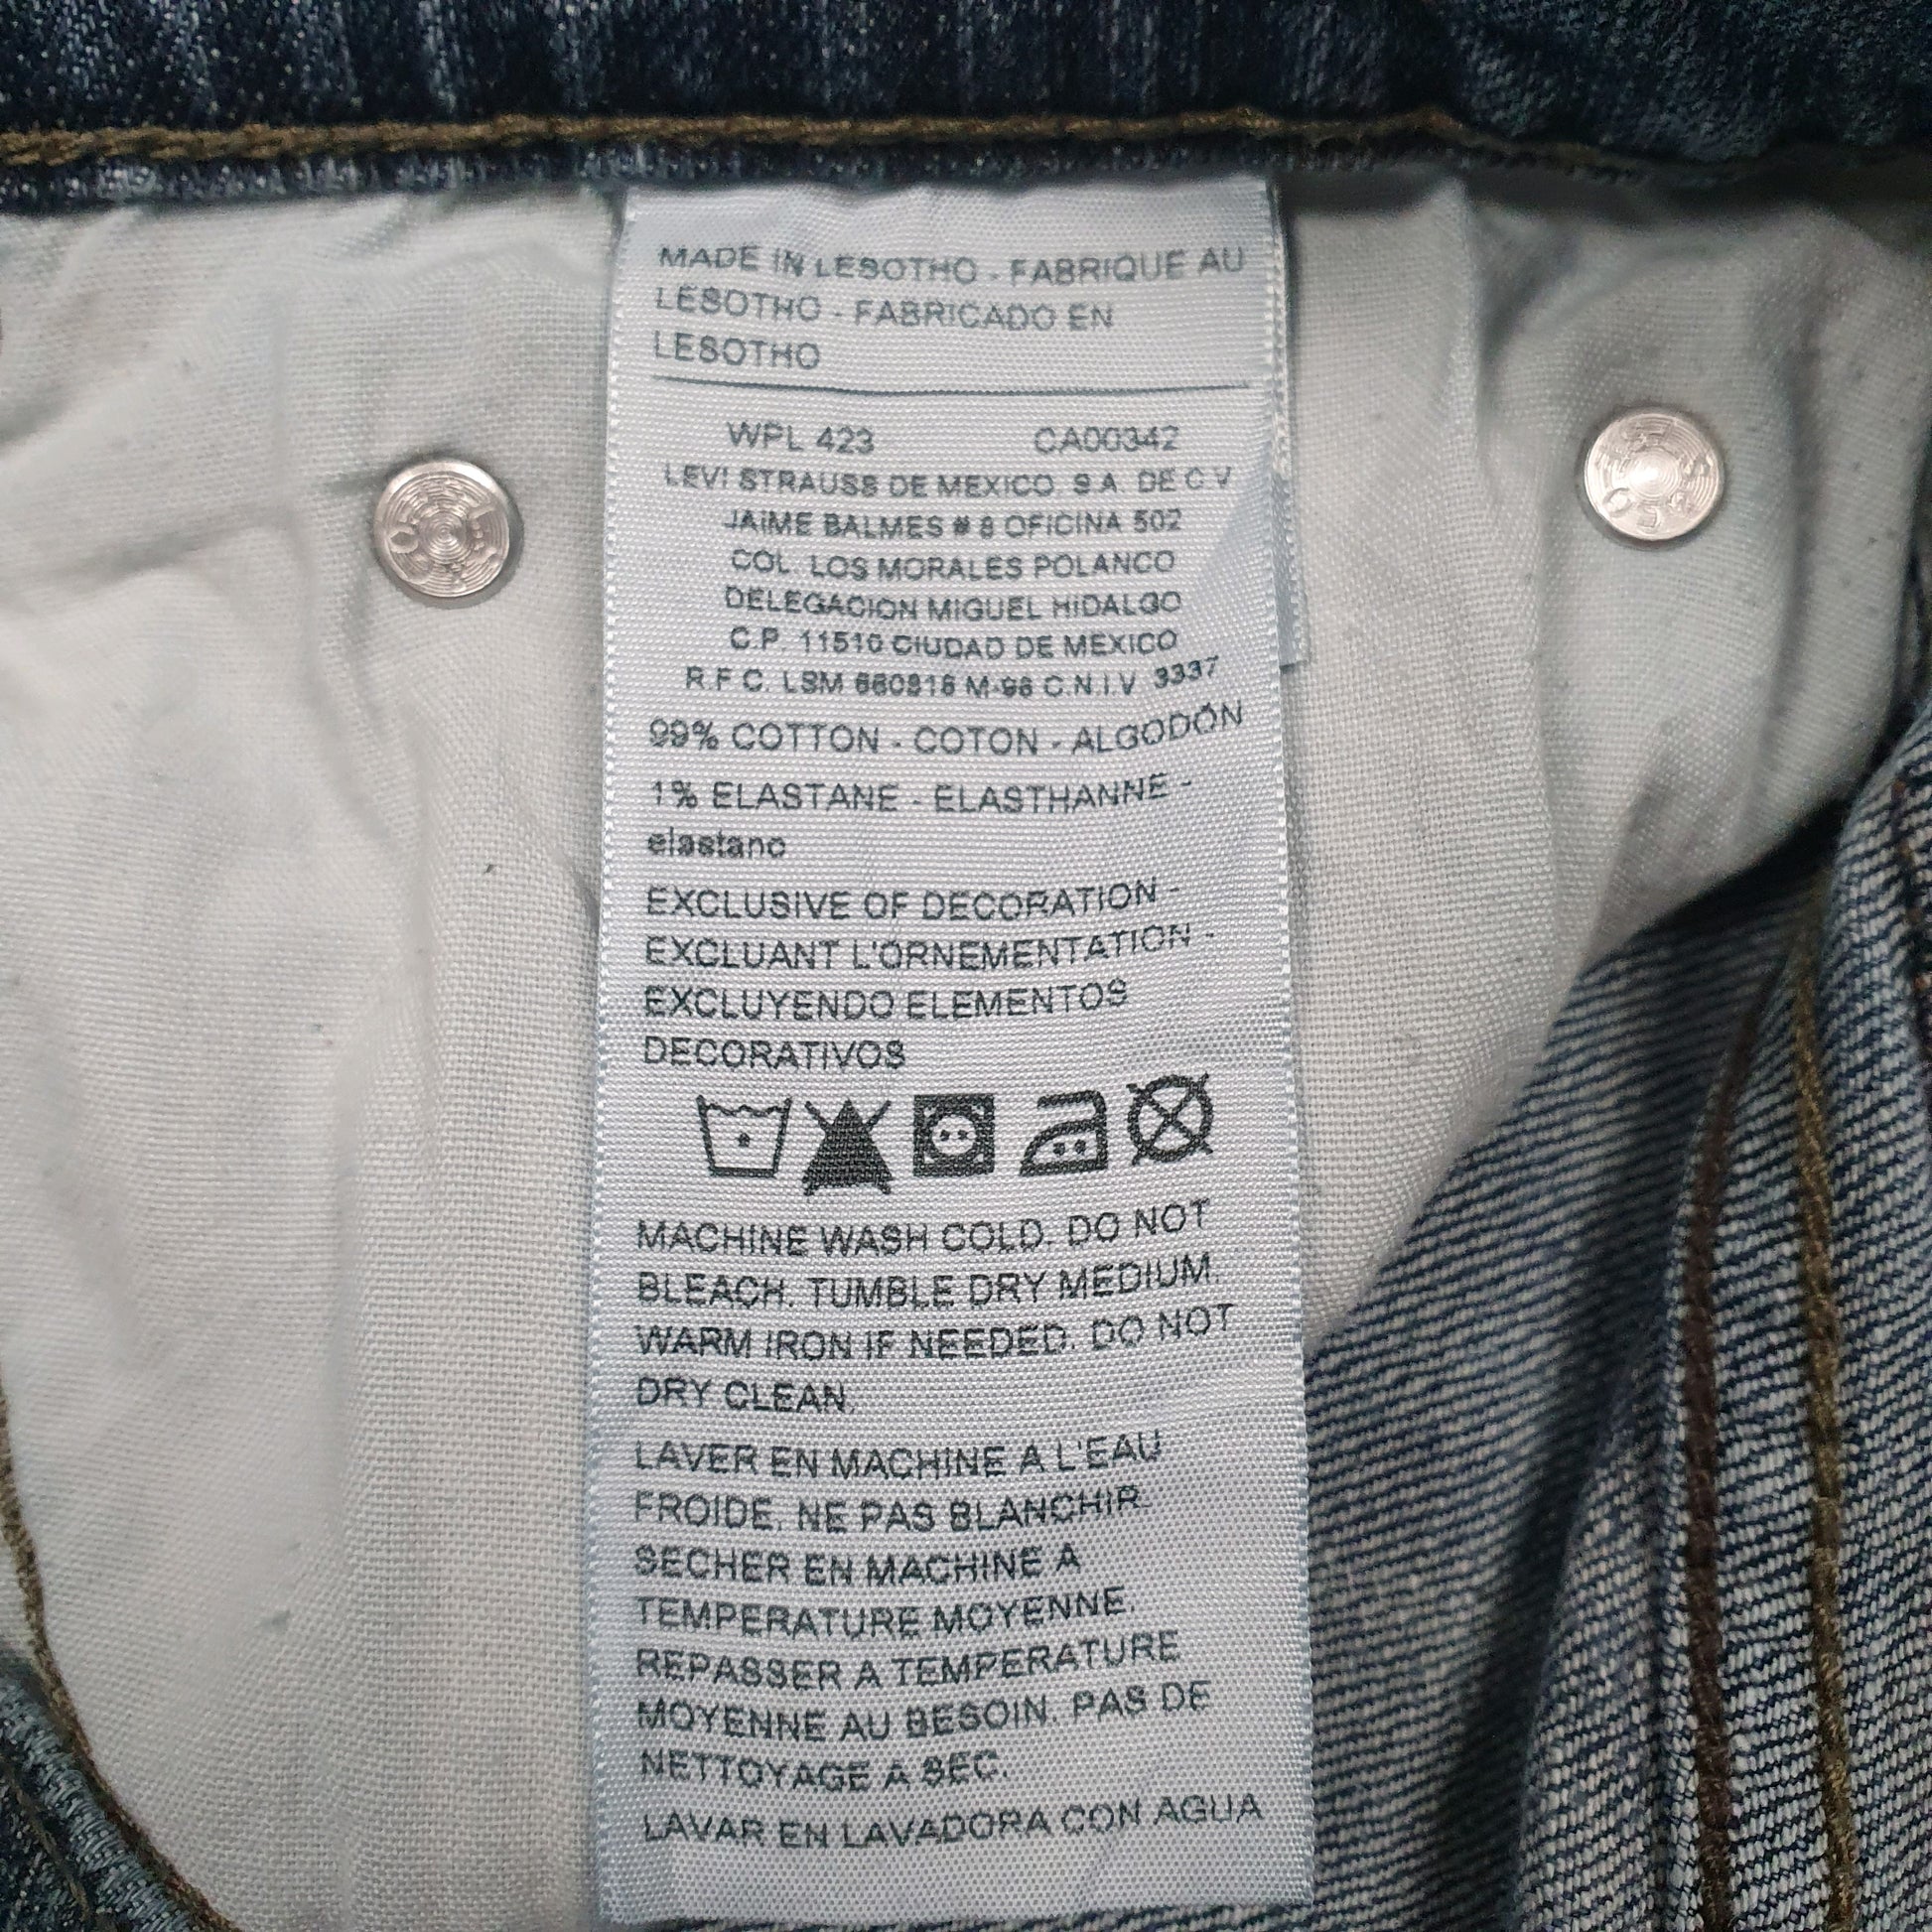 MADE IN LESOTHO - FABRIQUE AU
LESOTHO - FABRICADO EN
LESOTHO
WPL 423 CA00342
LEVI STRAUSS DE MEXICO S.A. DE C.V
JAIME BALMES # 8 OFICINA 502
COL. LOS MORALES POLANCO
DELEGACION MIGUEL HIDALGO
C.P. 11510 CIUDAD DE MEXICO
R.F.C. LSM M-96 C.N.I.V 3337
99% COTTON - COTON - ALGODÓN
1% ELASTANE - ELASTHANNE -
elastano
EXCLUSIVE OF DECORATION -
EXCLUANT L'ORNEMENTATION -
EXCLUYENDO ELEMENTOS
DECORATIVOS
MACHINE WASH COLD. DO NOT
BLEACH. TUMBLE DRY MEDIUM.
WARM IRON IF NEEDED. DO NOT
DRY CLEAN.
LAVER EN MACHINE A L'EAU
FROIDE. NE PAS BLANCHIR.
SECHER EN MACHINE A
TEMPERATURE MOYENNE.
REPASSER A TEMPERATURE
MOYENNE AU BESOIN. PAS DE
NETTOYAGE A SEC.
LAVAR EN LAVADORA CON AGUA